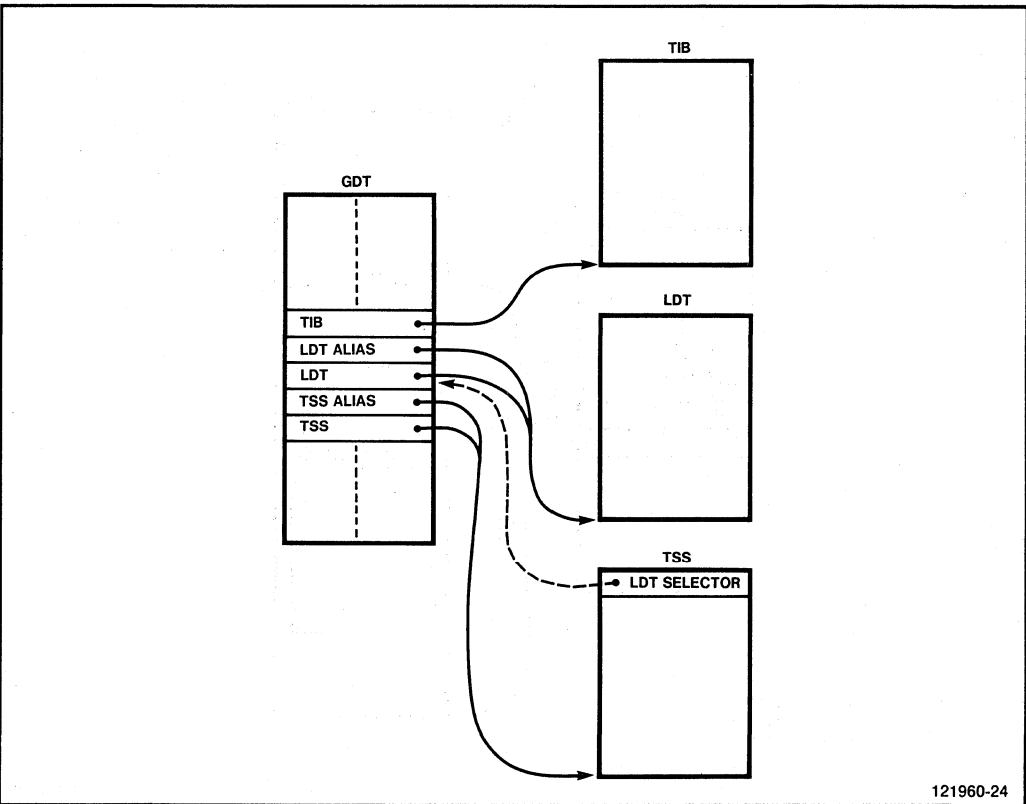 TIB
GDT
TIB
LDT ALIAS
LDT
TSS ALIAS
TSS
LDT
TSS
LDT SELECTOR
121960-24